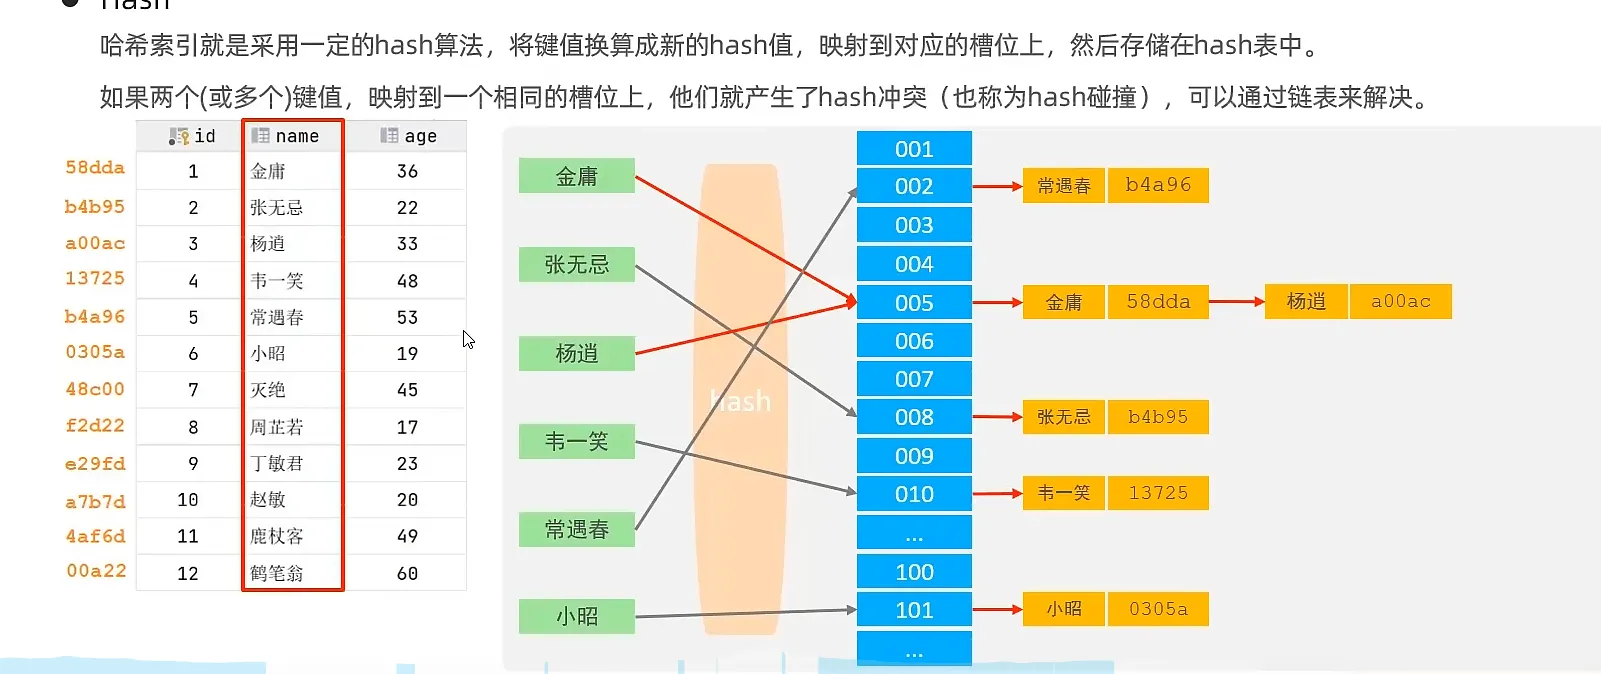 ● Hash
哈希索引就是采用一定的hash算法，将键值换算成新的hash值，映射到对应的槽位上，然后存储在hash表中。
如果两个(或多个)键值，映射到一个相同的槽位上，他们就产生了hash冲突（也称为hash碰撞），可以通过链表来解决。
id name age
58dda 1 金庸 36
b4b95 2 张无忌 22
a00ac 3 杨逍 33
13725 4 韦一笑 48
b4a96 5 常遇春 53
0305a 6 小昭 19
48c00 7 灭绝 45
f2d22 8 周芷若 17
e29fd 9 丁敏君 23
a7b7d 10 赵敏 20
4af6d 11 鹿杖客 49
00a22 12 鹤笔翁 60
金庸
张无忌
杨逍
韦一笑
常遇春
小昭
hash
001
002 常遇春 b4a96
003
004
005 金庸 58dda 杨逍 a00ac
006
007
008 张无忌 b4b95
009
010 韦一笑 13725
...
100
101 小昭 0305a
...